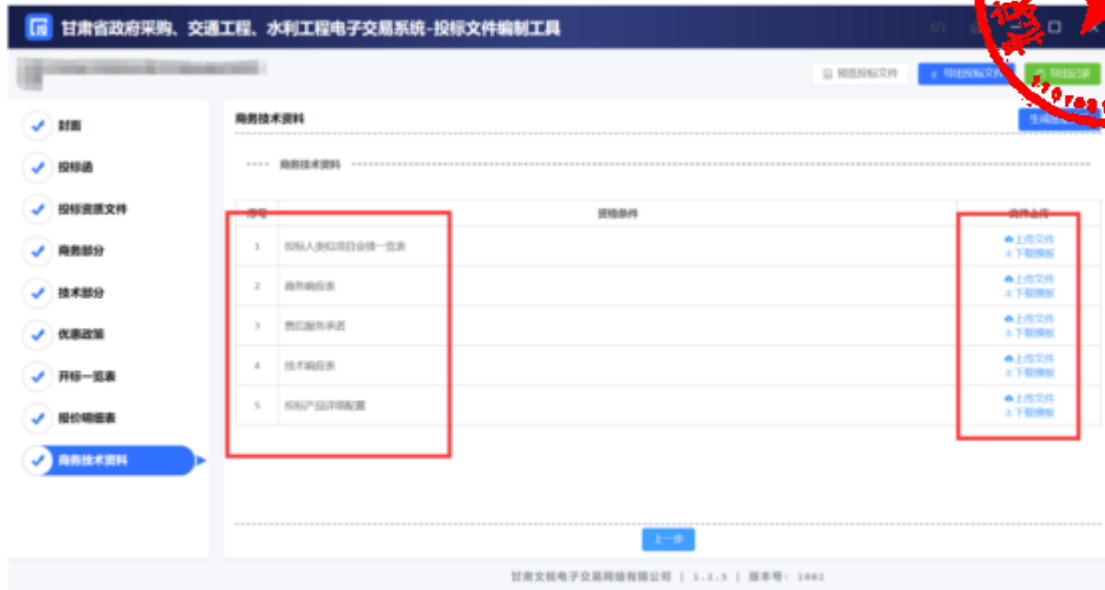 甘肃省政府采购、交通工程、水利工程电子交易系统-投标文件编制工具
预览投标文件
导出投标文件
导出记录
封面
投标函
投标资质文件
商务部分
技术部分
优惠政策
开标一览表
报价明细表
商务技术资料
商务技术资料
商务技术资料
序号 资格条件 文件上传
1 投标人类似项目业绩一览表 上传文件
下载模板
2 商务响应表 上传文件
下载模板
3 售后服务承诺 上传文件
下载模板
4 技术响应表 上传文件
下载模板
5 投标产品详细配置 上传文件
下载模板
上一步
甘肃文锐电子交易网络有限公司 | 1.2.3 | 版本号: 1002